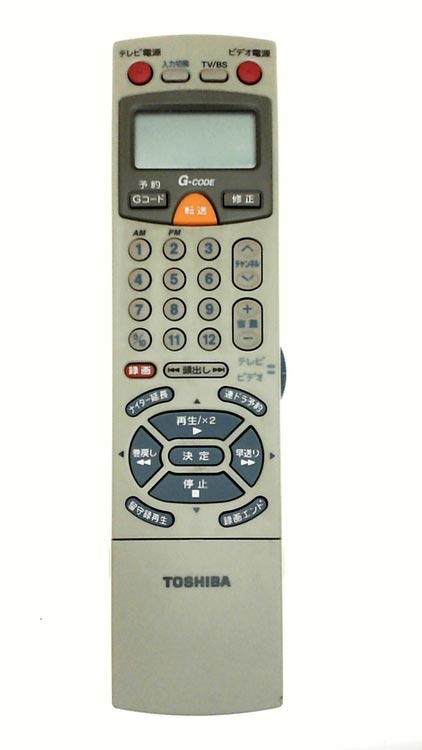 テレビ電源 ビデオ電源
入力切換 TV/BS
予約 G-CODE
Gコード 転送 修正
AM PM
1 2 3
4 5 6 チャンネル
7 8 9 +
0/10 11 12 音量 −
録画 頭出し テレビ
ビデオ
ナイター延長 連ドラ予約
再生/×2
巻戻し 決定 早送り
停止
留守録再生 録画エンド
TOSHIBA